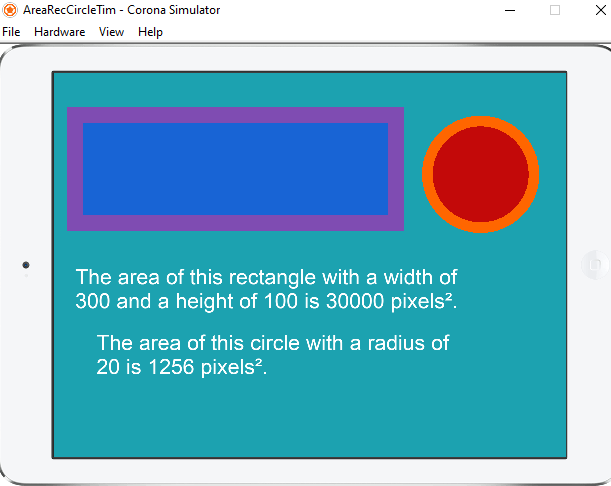 AreaRecCircleTim - Corona Simulator
File Hardware View Help
The area of this rectangle with a width of
300 and a height of 100 is 30000 pixels².
The area of this circle with a radius of
20 is 1256 pixels².